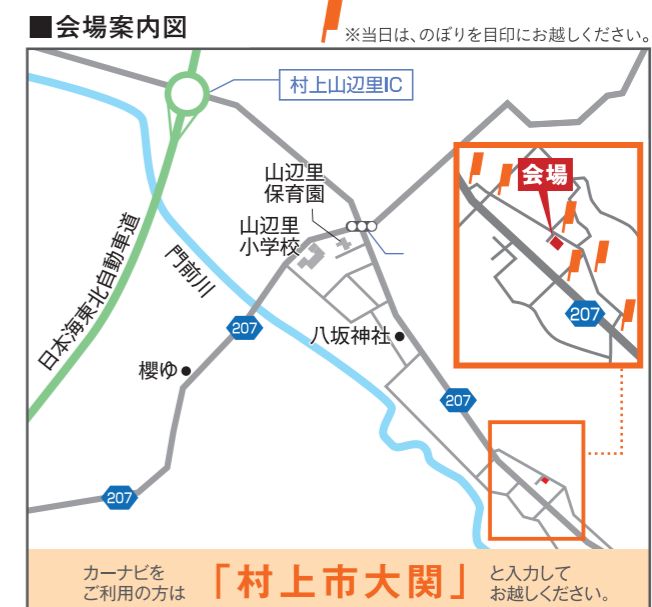 ■会場案内図
※当日は、のぼりを目印にお越しください。
村上山辺里IC
山辺里
保育園
山辺里
小学校
会場
日本海東北自動車道
門前川
207
207
八坂神社
櫻ゆ
207
207
カーナビを
ご利用の方は
「村上市大関」
と入力して
お越しください。